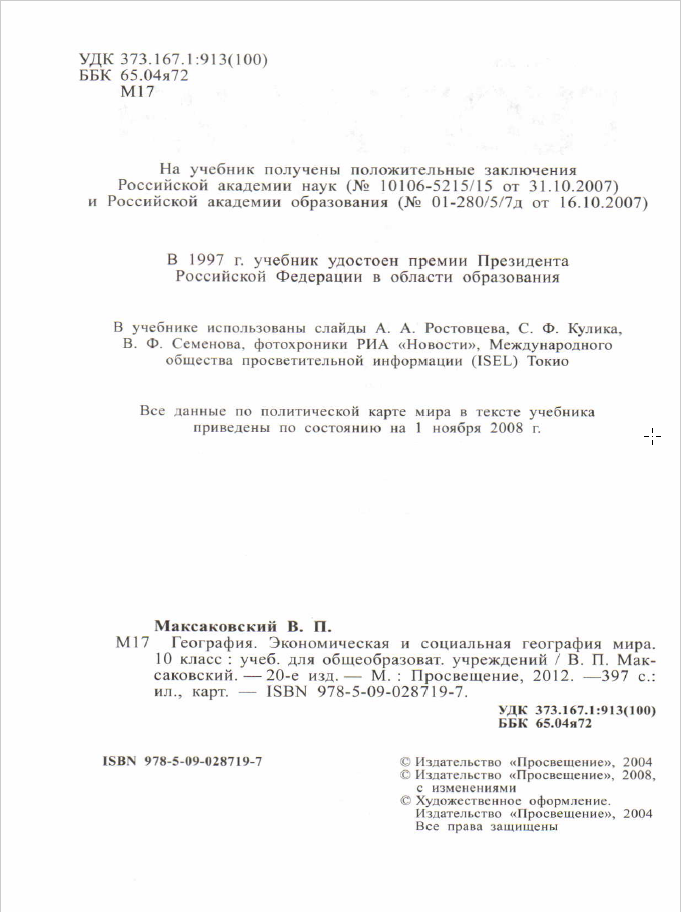 УДК 373.167.1:913(100)
ББК 65.04я72
М17
На учебник получены положительные заключения
Российской академии наук (№ 10106-5215/15 от 31.10.2007)
и Российской академии образования (№ 01-280/5/7д от 16.10.2007)
В 1997 г. учебник удостоен премии Президента
Российской Федерации в области образования
В учебнике использованы слайды А. А. Ростовцева, С. Ф. Кулика,
В. Ф. Семенова, фотохроники РИА «Новости», Международного
общества просветительной информации (ISEL) Токио
Все данные по политической карте мира в тексте учебника
приведены по состоянию на 1 ноября 2008 г.
Максаковский В. П.
М17 География. Экономическая и социальная география мира.
10 класс : учеб. для общеобразоват. учреждений / В. П. Мак-
саковский. — 20-е изд. — М. : Просвещение, 2012. —397 с.:
ил., карт. — ISBN 978-5-09-028719-7.
УДК 373.167.1:913(100)
ББК 65.04я72
ISBN 978-5-09-028719-7
© Издательство «Просвещение», 2004
© Издательство «Просвещение», 2008,
с изменениями
© Художественное оформление.
Издательство «Просвещение», 2004
Все права защищены